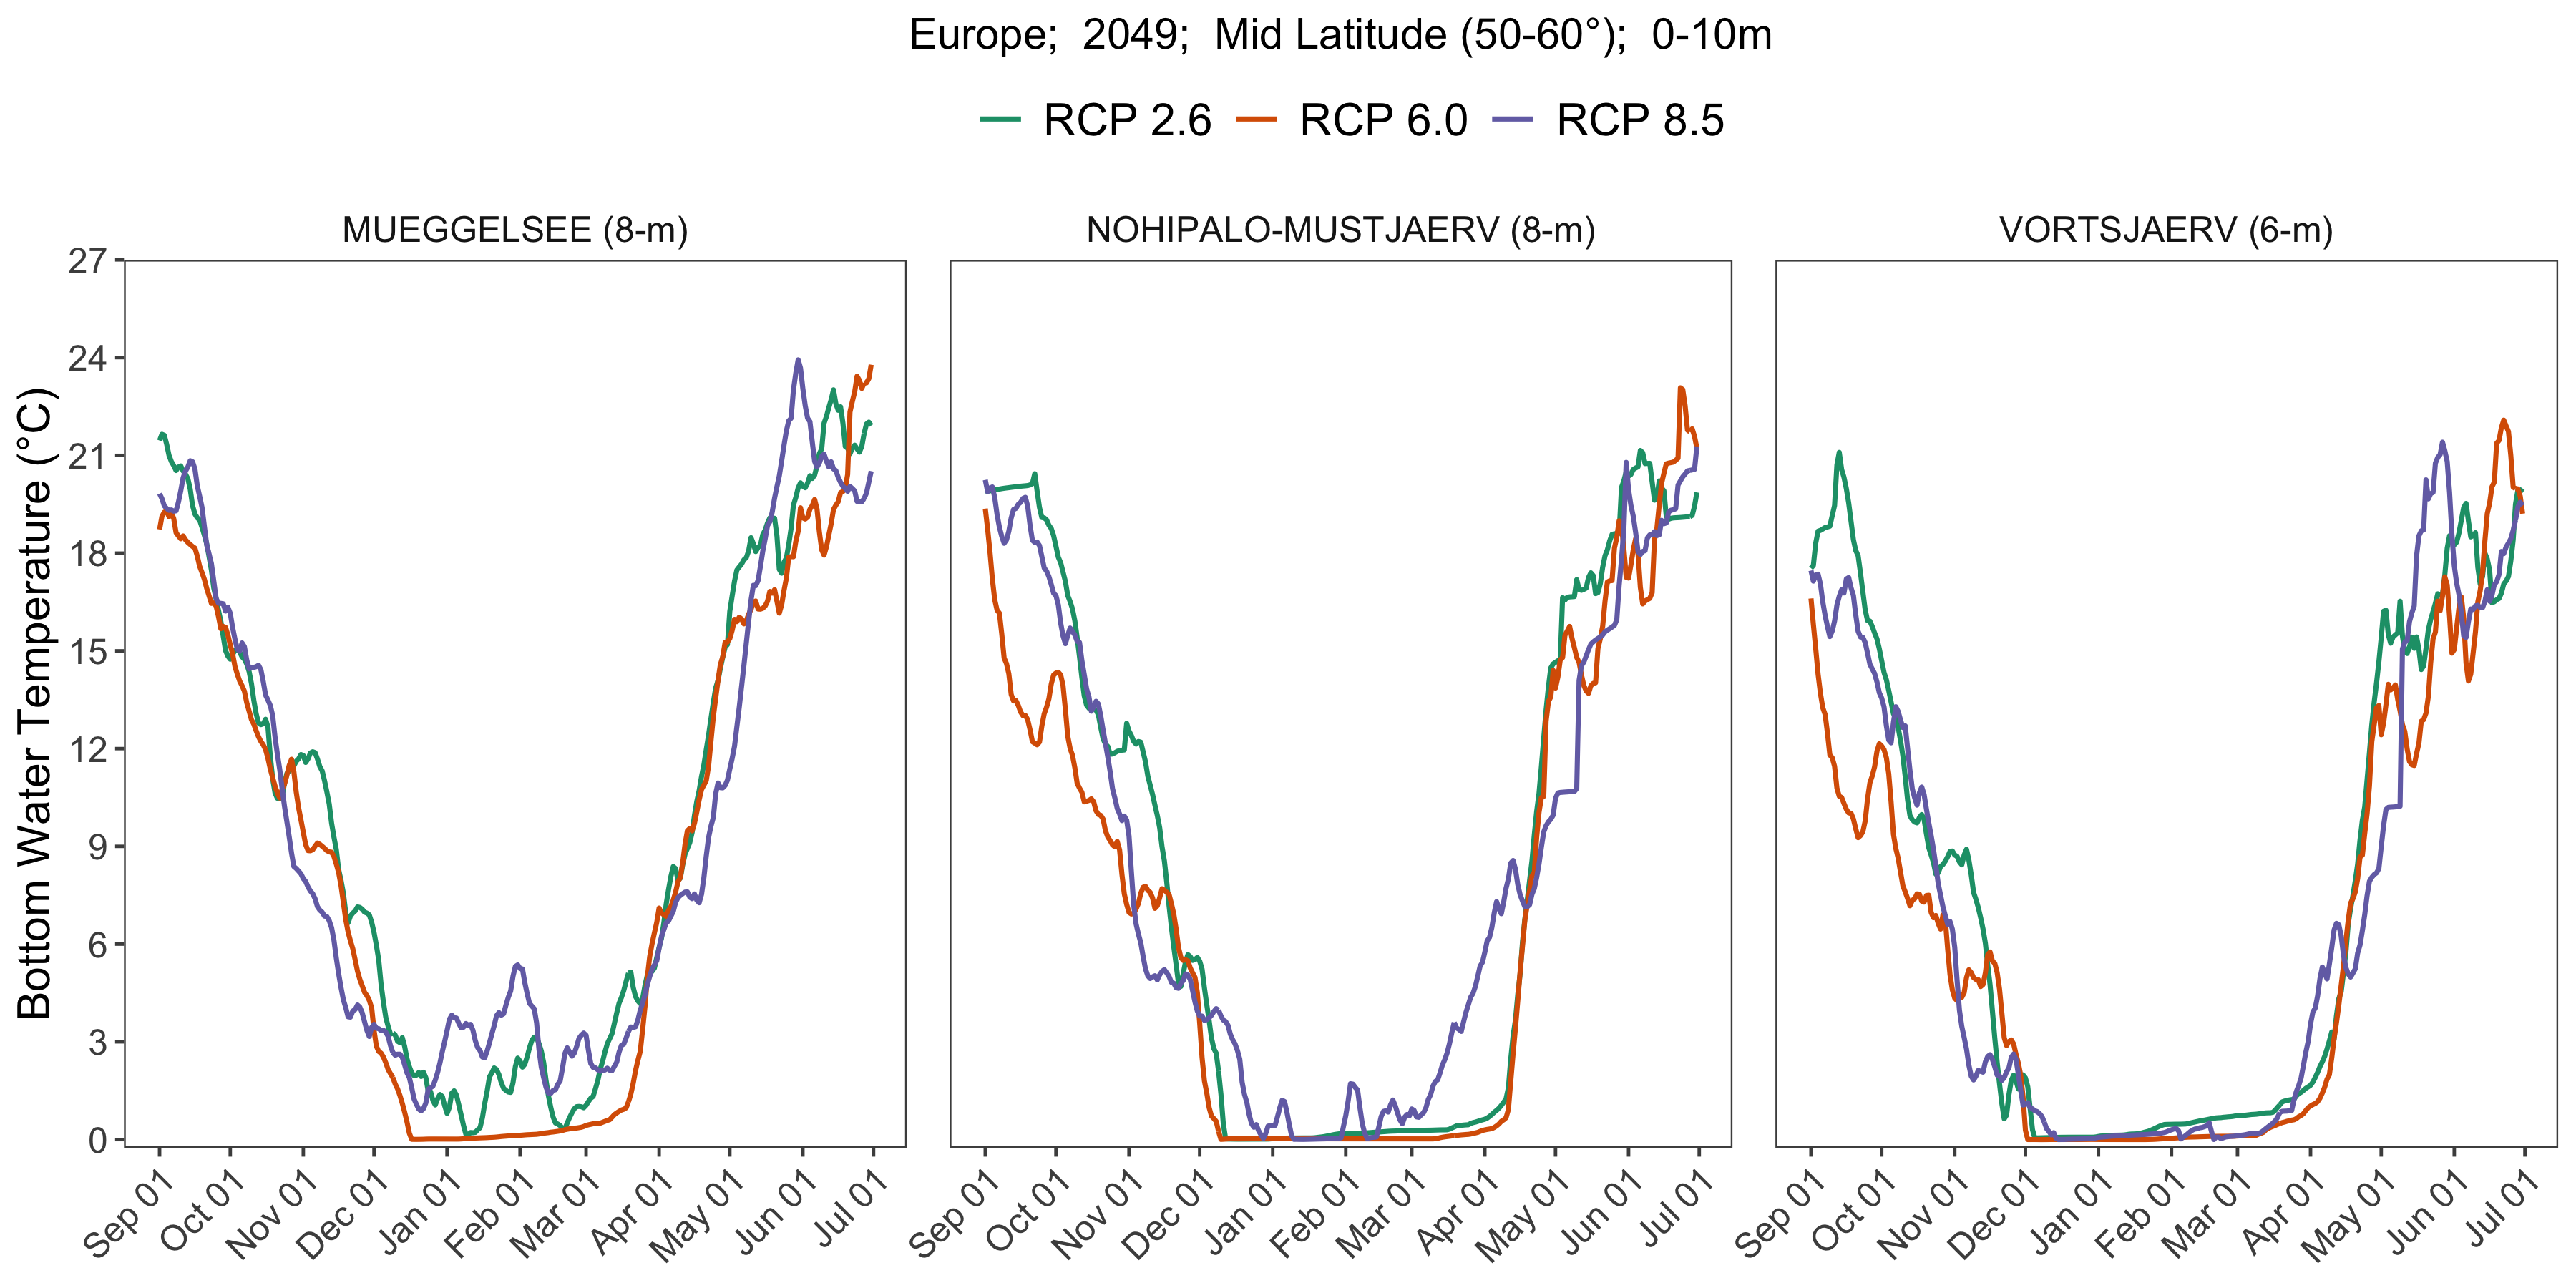 Europe;  2049;  Mid Latitude (50-60°);  0-10m
RCP 2.6 RCP 6.0 RCP 8.5
MUEGGELSEE (8-m) NOHIPALO-MUSTJAERV (8-m) VORTSJAERV (6-m)
Bottom Water Temperature (°C)
27
24
21
18
15
12
9
6
3
0
Sep 01 Oct 01 Nov 01 Dec 01 Jan 01 Feb 01 Mar 01 Apr 01 May 01 Jun 01 Jul 01 Sep 01 Oct 01 Nov 01 Dec 01 Jan 01 Feb 01 Mar 01 Apr 01 May 01 Jun 01 Jul 01 Sep 01 Oct 01 Nov 01 Dec 01 Jan 01 Feb 01 Mar 01 Apr 01 May 01 Jun 01 Jul 01